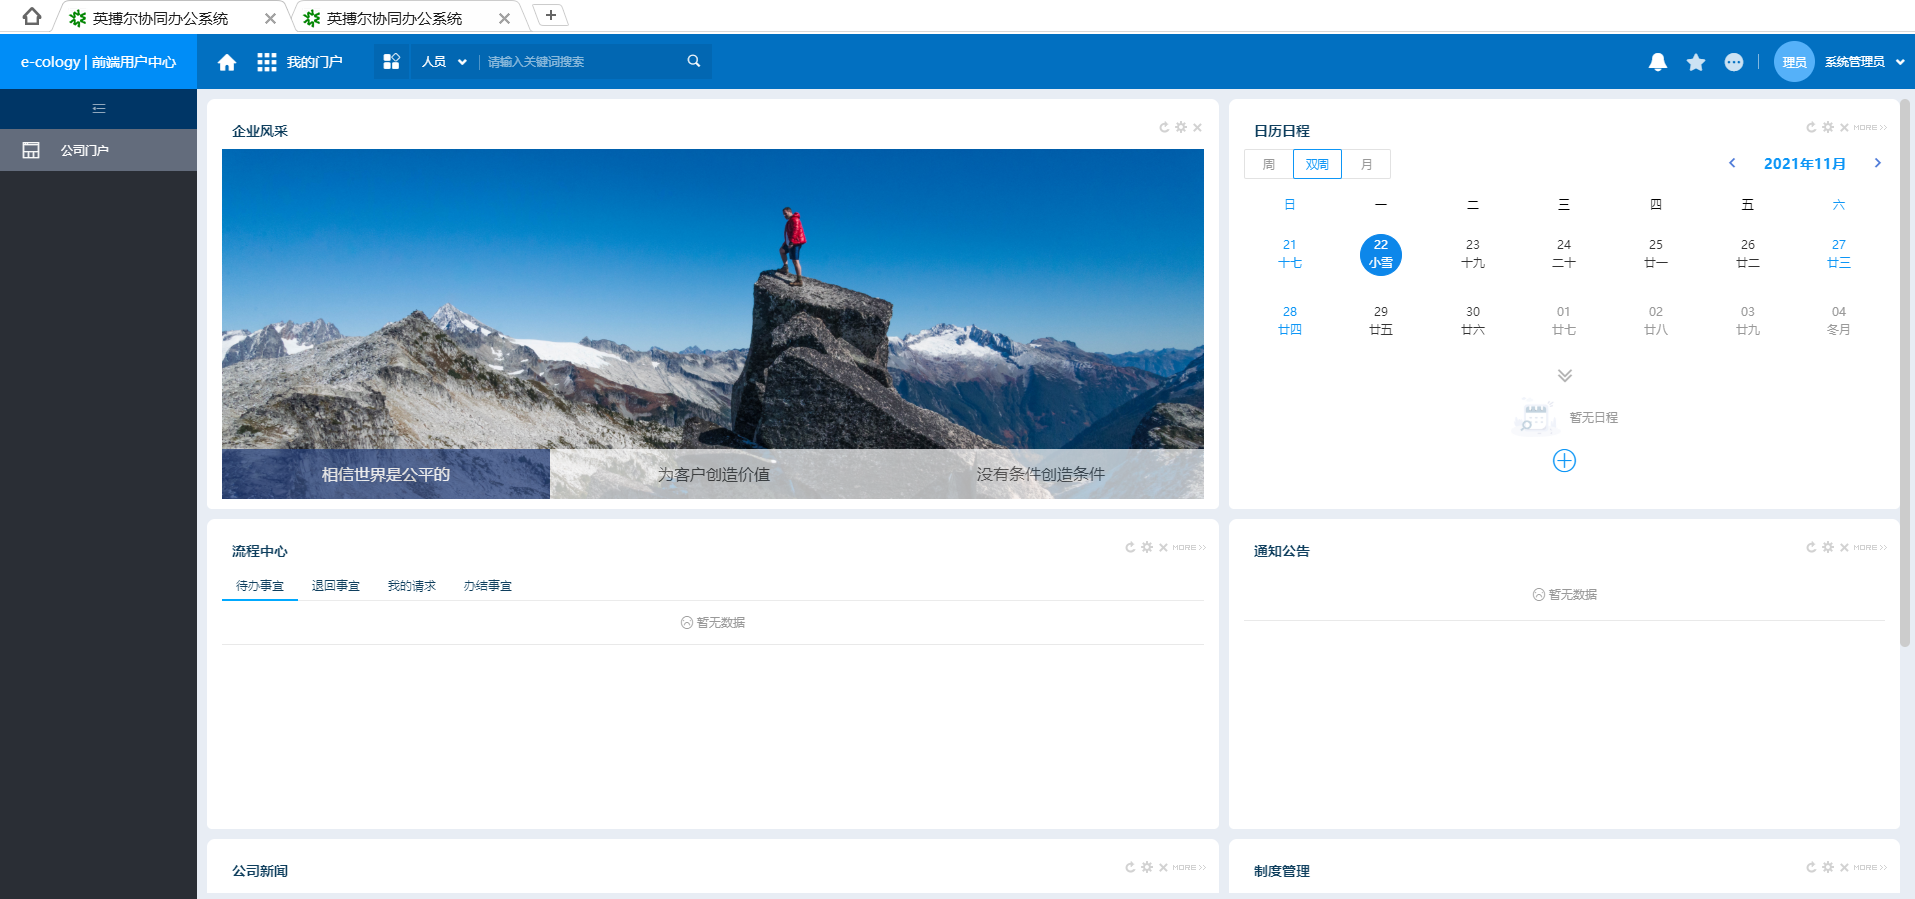 英搏尔协同办公系统
英搏尔协同办公系统
e-cology | 前端用户中心
我的门户
人员
请输入关键词搜索
理员
系统管理员
公司门户
企业风采
相信世界是公平的
为客户创造价值
没有条件创造条件
日历日程
MORE
周 双周 月
2021年11月
日 一 二 三 四 五 六
21 22 23 24 25 26 27
十七 小雪 十九 二十 廿一 廿二 廿三
28 29 30 01 02 03 04
廿四 廿五 廿六 廿七 廿八 廿九 冬月
暂无日程
流程中心
MORE
待办事宜 退回事宜 我的请求 办结事宜
暂无数据
通知公告
MORE
暂无数据
公司新闻
MORE
制度管理
MORE